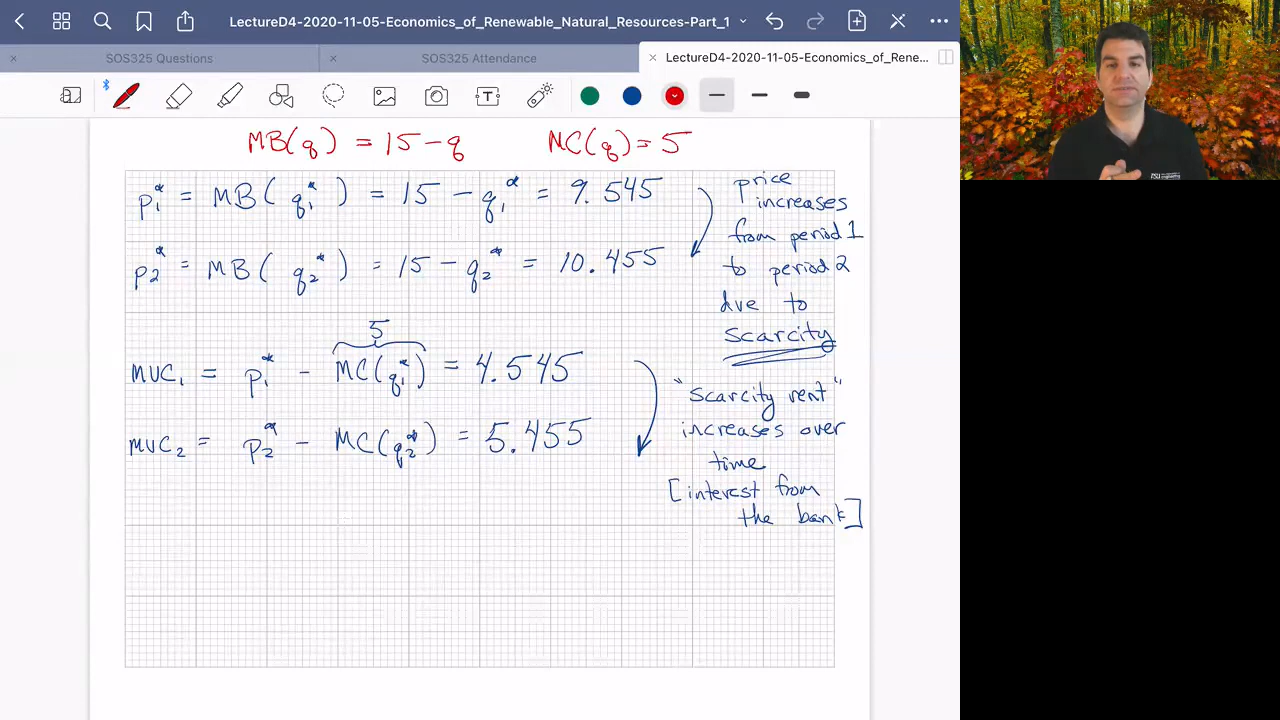 LectureD4-2020-11-05-Economics_of_Renewable_Natural_Resources-Part_1
SOS325 Questions
SOS325 Attendance
LectureD4-2020-11-05-Economics_of_Rene...
T
MB(q) = 15 - q MC(q) = 5
p₁* = MB( q₁* ) = 15 - q₁* = 9.545
p₂* = MB( q₂* ) = 15 - q₂* = 10.455
price
increases
from period 1
to period 2
due to
scarcity
5
MUC₁ = p₁* - MC(q₁*) = 4.545
MUC₂ = p₂* - MC(q₂*) = 5.455
"scarcity rent"
increases over
time
[interest from
the bank]